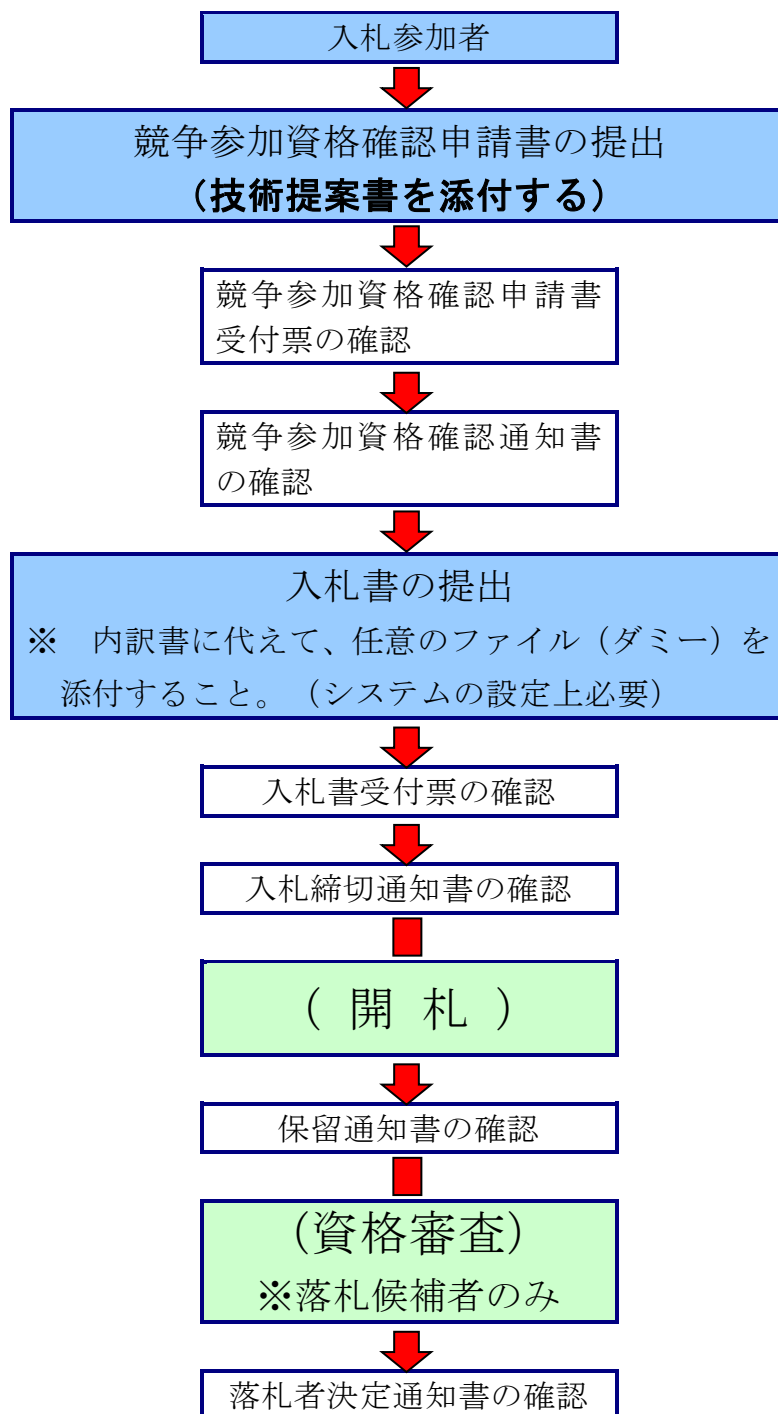 入札参加者
競争参加資格確認申請書の提出
（技術提案書を添付する）
競争参加資格確認申請書
受付票の確認
競争参加資格確認通知書
の確認
入札書の提出
※　内訳書に代えて、任意のファイル（ダミー）を
添付すること。（システムの設定上必要）
入札書受付票の確認
入札締切通知書の確認
（ 開 札 ）
保留通知書の確認
（資格審査）
※落札候補者のみ
落札者決定通知書の確認